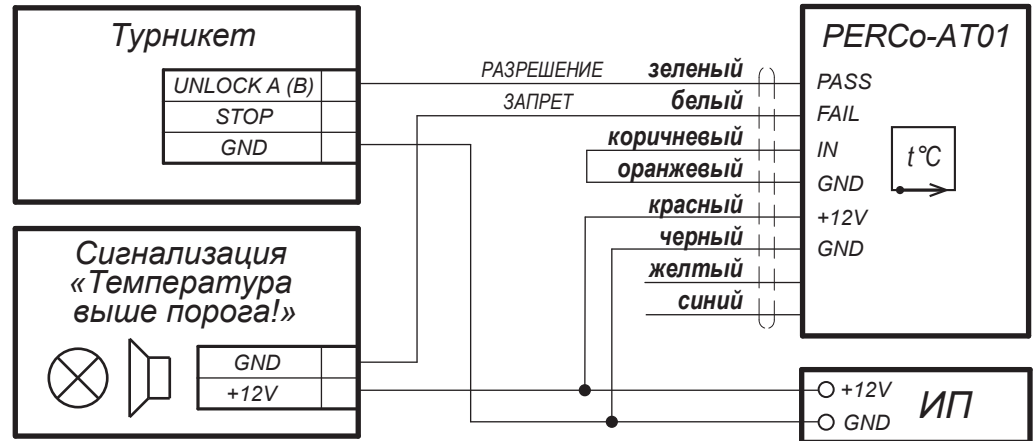 Турникет
UNLOCK A (B)
STOP
GND
Сигнализация
«Температура
выше порога!»
GND
+12V
РАЗРЕШЕНИЕ
ЗАПРЕТ
зеленый
белый
коричневый
оранжевый
красный
черный
желтый
синий
PERCo-AT01
PASS
FAIL
IN
GND
+12V
GND
t°C
+12V
GND
ИП